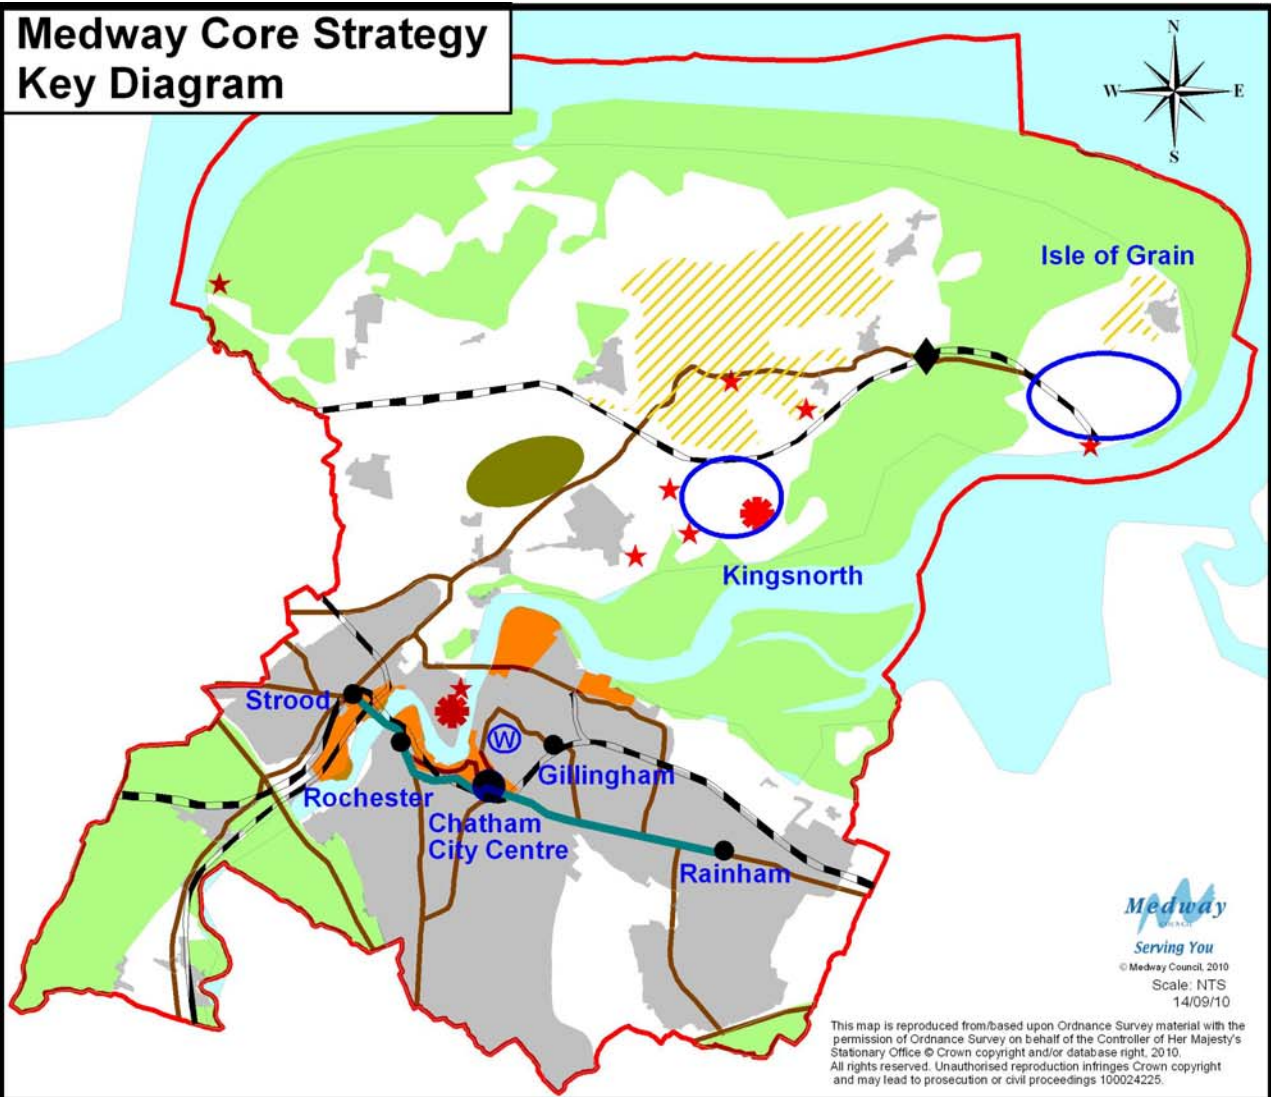 Medway Core Strategy
Key Diagram
N
W
E
S
Isle of Grain
Kingsnorth
Strood
W
Gillingham
Rochester
Chatham
City Centre
Rainham
Medway
COUNCIL
Serving You
© Medway Council, 2010
Scale: NTS
14/09/10
This map is reproduced from/based upon Ordnance Survey material with the
permission of Ordnance Survey on behalf of the Controller of Her Majesty's
Stationary Office © Crown copyright and/or database right, 2010.
All rights reserved. Unauthorised reproduction infringes Crown copyright
and may lead to prosecution or civil proceedings 100024225.